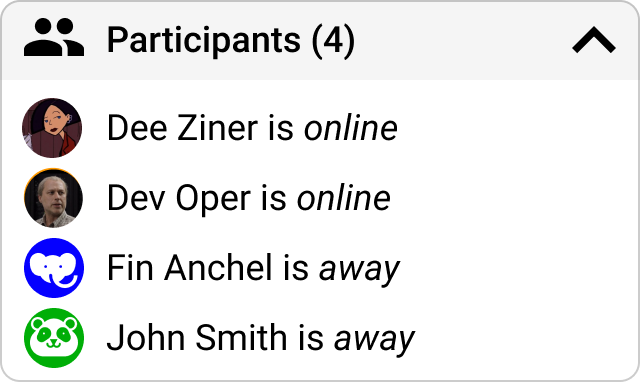 Participants (4)
Dee Ziner is online
Dev Oper is online
Fin Anchel is away
John Smith is away